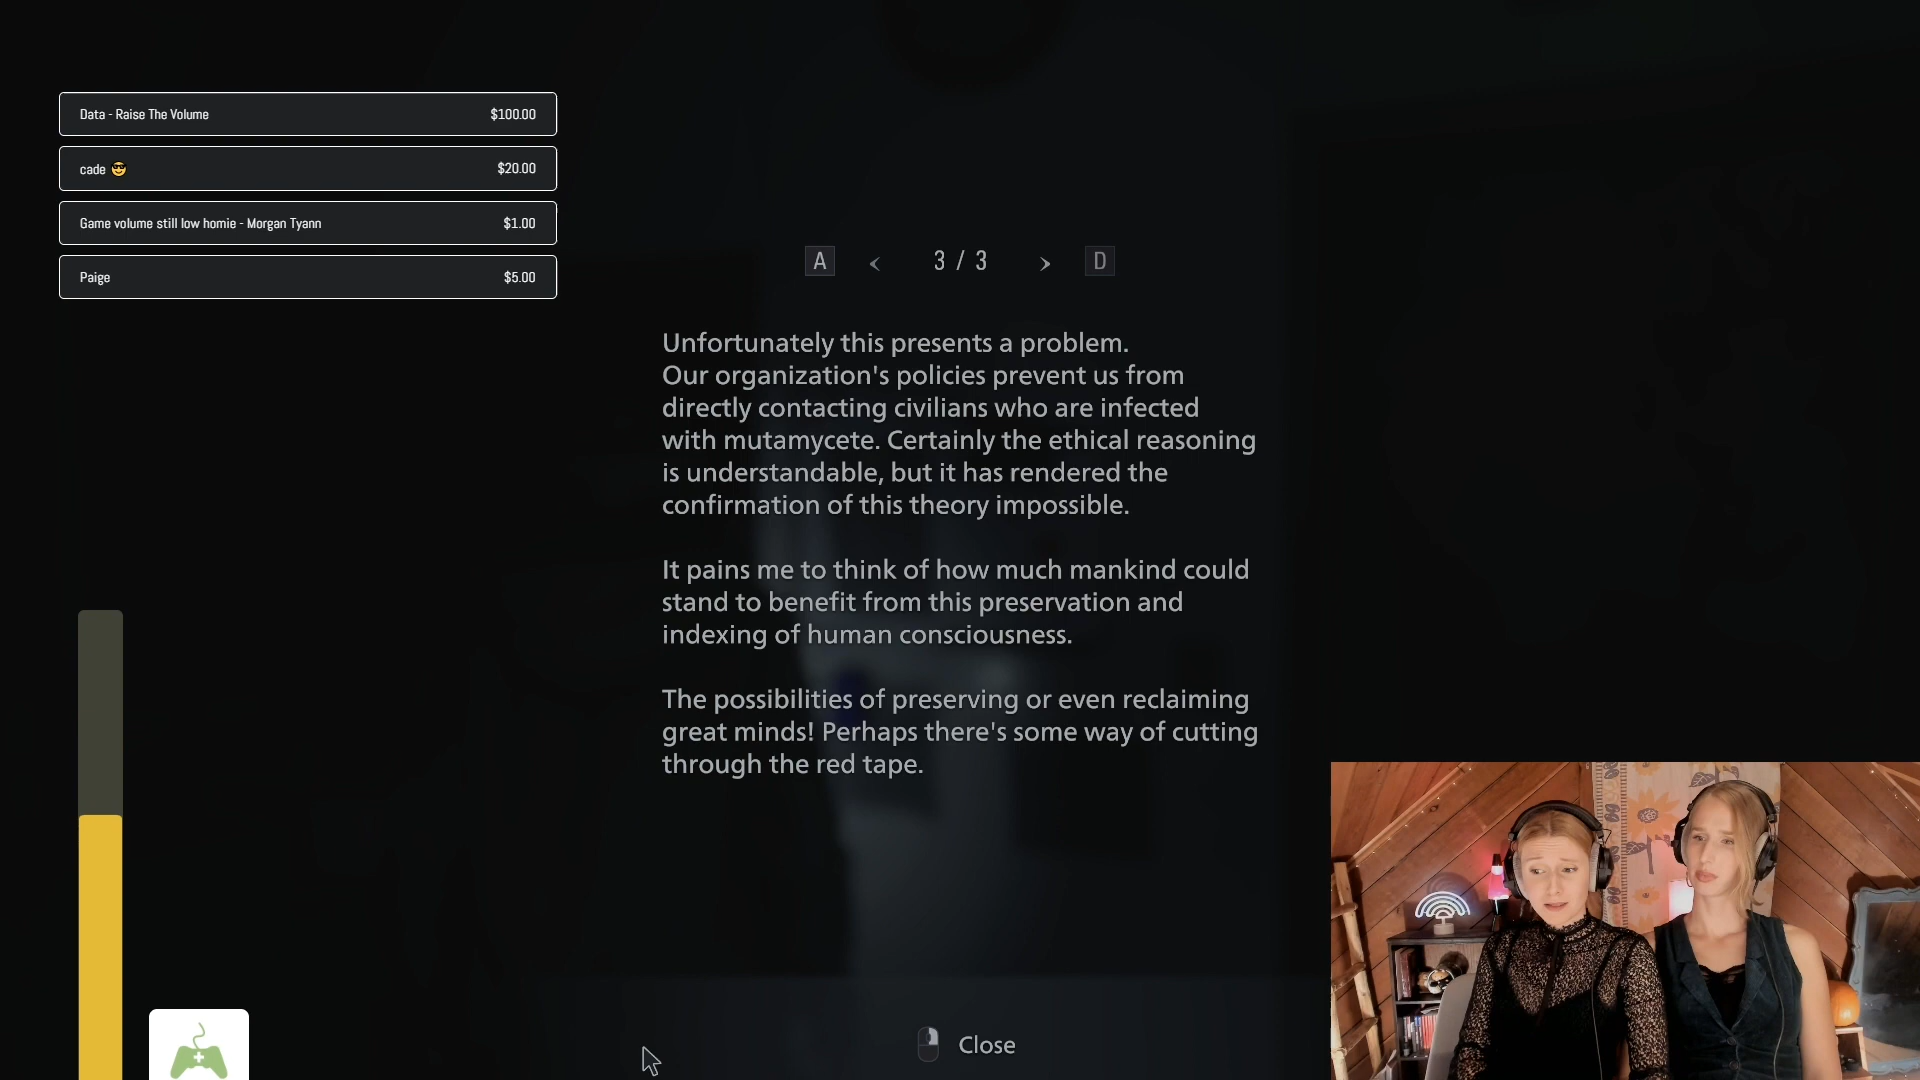 Data - Raise The Volume $100.00
cade 😎 $20.00
Game volume still low homie - Morgan Tyann $1.00
Paige $5.00
A < 3 / 3 > D
Unfortunately this presents a problem.
Our organization's policies prevent us from
directly contacting civilians who are infected
with mutamycete. Certainly the ethical reasoning
is understandable, but it has rendered the
confirmation of this theory impossible.
It pains me to think of how much mankind could
stand to benefit from this preservation and
indexing of human consciousness.
The possibilities of preserving or even reclaiming
great minds! Perhaps there's some way of cutting
through the red tape.
Close